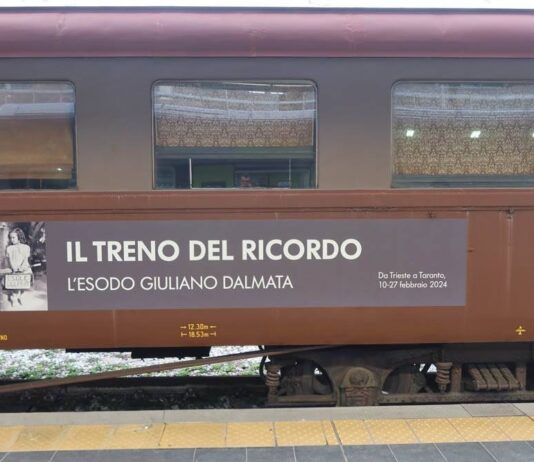 IL TRENO DEL RICORDO
L'ESODO GIULIANO DALMATA
Da Trieste a Taranto,
10-27 febbraio 2024
12.30m
18.53m